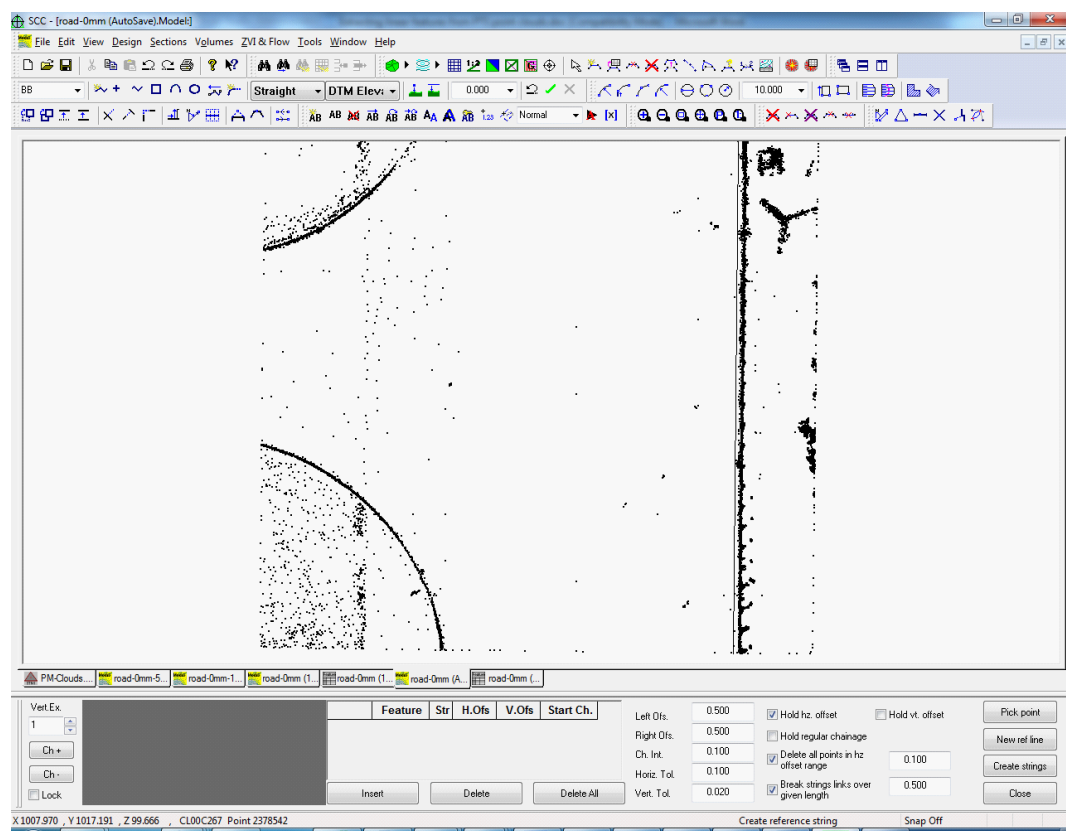 SCC - [road-0mm (AutoSave).Model:]
File Edit View Design Sections Volumes ZVI & Flow Tools Window Help
BB Straight DTM Elev: 0.000 10.000
Normal
PM-Clouds.... road-0mm-5... road-0mm-1... road-0mm (1... road-0mm (1... road-0mm (A... road-0mm (...
Vert.Ex.
1
Ch +
Ch -
Lock
Feature Str H.Ofs V.Ofs Start Ch.
Insert Delete Delete All
Left Ofs. 0.500
Right Ofs. 0.500
Ch. Int. 0.100
Horiz. Tol. 0.100
Vert. Tol. 0.020
Hold hz. offset Hold vt. offset
Hold regular chainage
Delete all points in hz offset range 0.100
Break strings links over given length 0.500
Pick point
New ref line
Create strings
Close
X 1007.970 , Y 1017.191 , Z 99.666 , CL00C267 Point 2378542 Create reference string Snap Off